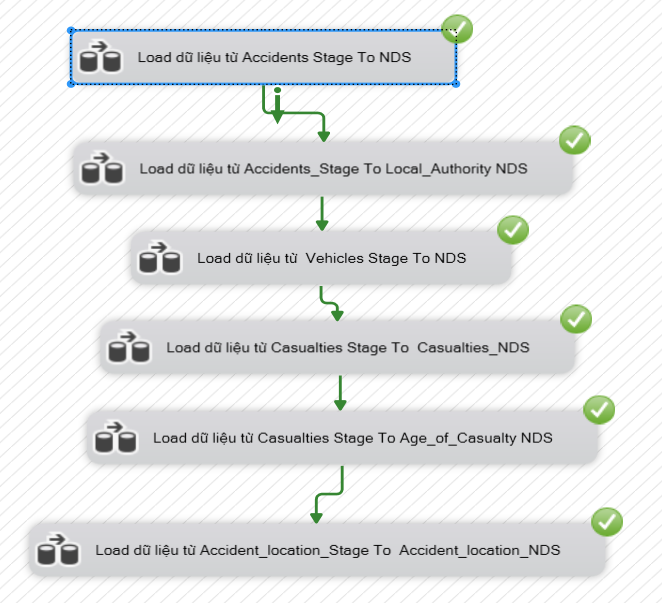 Load dữ liệu từ Accidents Stage To NDS
Load dữ liệu từ Accidents_Stage To Local_Authority NDS
Load dữ liệu từ Vehicles Stage To NDS
Load dữ liệu từ Casualties Stage To Casualties_NDS
Load dữ liệu từ Casualties Stage To Age_of_Casualty NDS
Load dữ liệu từ Accident_location_Stage To Accident_location_NDS